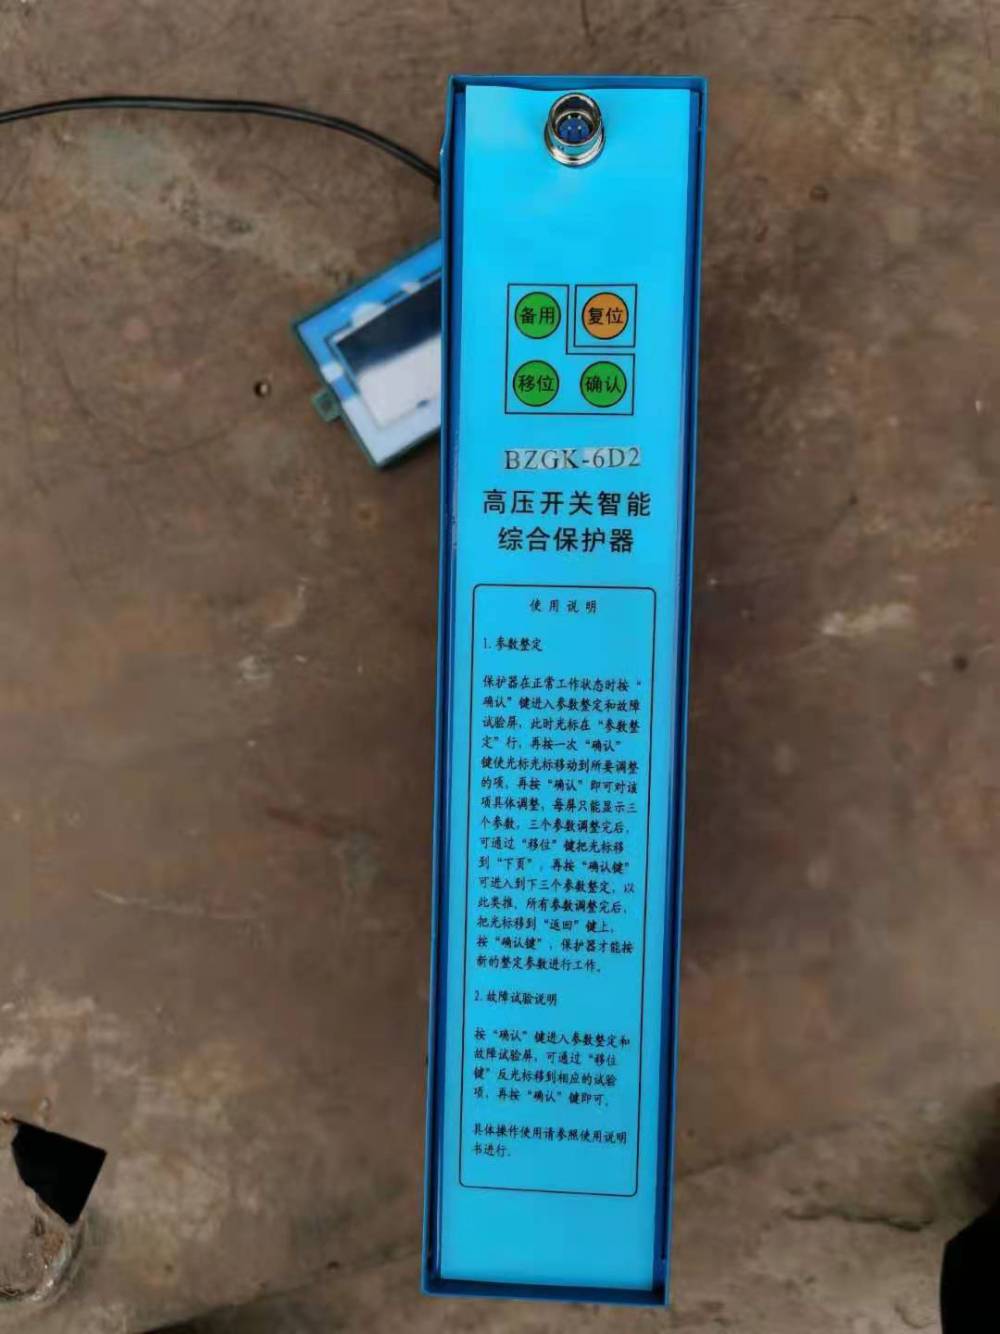 备用 复位
移位 确认
BZGK-6D2
高压开关智能
综合保护器
使用说明
1. 参数整定
保护器在正常工作状态时按“
确认”键进入参数整定和故障
试验屏，此时光标在“参数整
定”行，再按一次“确认”
键使光标光标移动到所要调整
的项，再按“确认”即可对该
项具体调整，每屏只能显示三
个参数，三个参数调整完后，
可通过“移位”键把光标移
到“下页”，再按“确认键”
可进入到下三个参数整定，以
此类推，所有参数调整完后，
把光标移到“返回”键上，
按“确认键”，保护器才能按
新的整定参数进行工作。
2. 故障试验说明
按“确认”键进入参数整定和
故障试验屏，可通过“移位
键”反光标移到相应的试验
项，再按“确认”键即可。
具体操作使用请参照使用说明
书进行。